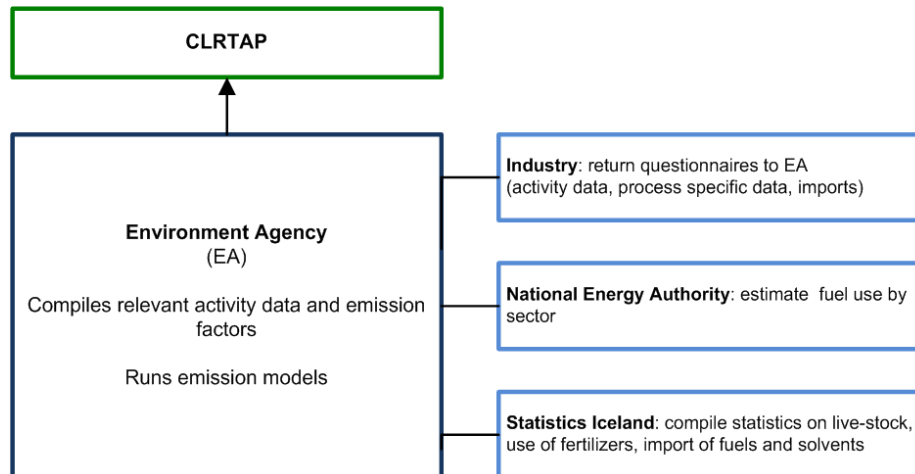 CLRTAP
Environment Agency
(EA)
Compiles relevant activity data and emission
factors
Runs emission models
Industry: return questionnaires to EA
(activity data, process specific data, imports)
National Energy Authority: estimate fuel use by
sector
Statistics Iceland: compile statistics on live-stock,
use of fertilizers, import of fuels and solvents